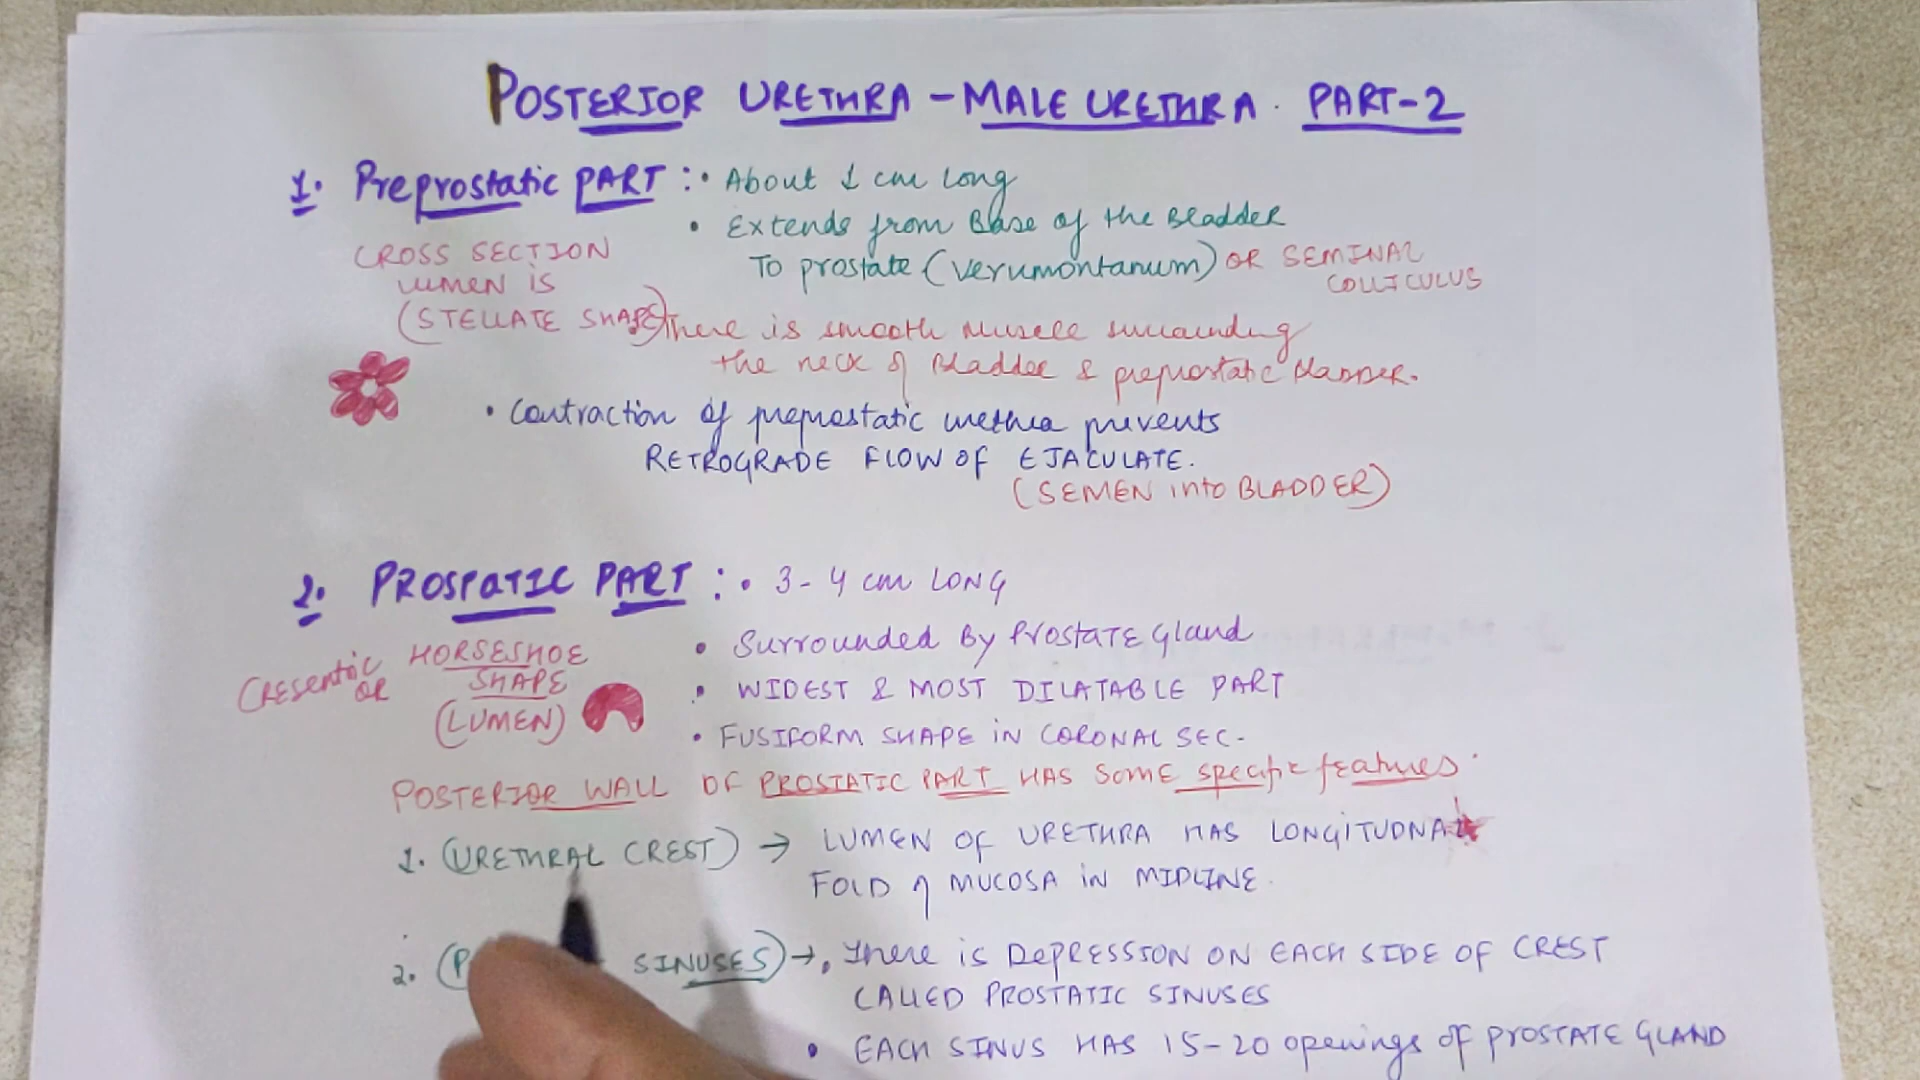 POSTERIOR URETHRA - MALE URETHRA. PART-2
1. Preprostatic PART : • About 1 cm long
• Extends from Base of the Bladder
To prostate (verumontanum) OR SEMINAL
COLLICULUS
CROSS SECTION
LUMEN is
(STELLATE SHAPE)
There is smooth muscle surrounding
the neck of Bladder & preprostatic Bladder.
• Contraction of preprostatic urethra prevents
RETROGRADE FLOW OF EJACULATE.
(SEMEN into BLADDER)
2. PROSTATIC PART : • 3-4 cm LONG
• Surrounded By Prostate Gland
• WIDEST & MOST DILATABLE PART
• FUSIFORM SHAPE IN CORONAL SEC-
Cresentic OR
HORSESHOE
SHAPE
(LUMEN)
POSTERIOR WALL OF PROSTATIC PART HAS SOME specific features.
1. (URETHRAL CREST) → LUMEN OF URETHRA HAS LONGITUDNAL
FOLD of MUCOSA in MIDLINE.
2. (P SINUSES) → • There is DEPRESSION ON EACH SIDE OF CREST
CALLED PROSTATIC SINUSES
• EACH SINUS HAS 15-20 openings of PROSTATE GLAND